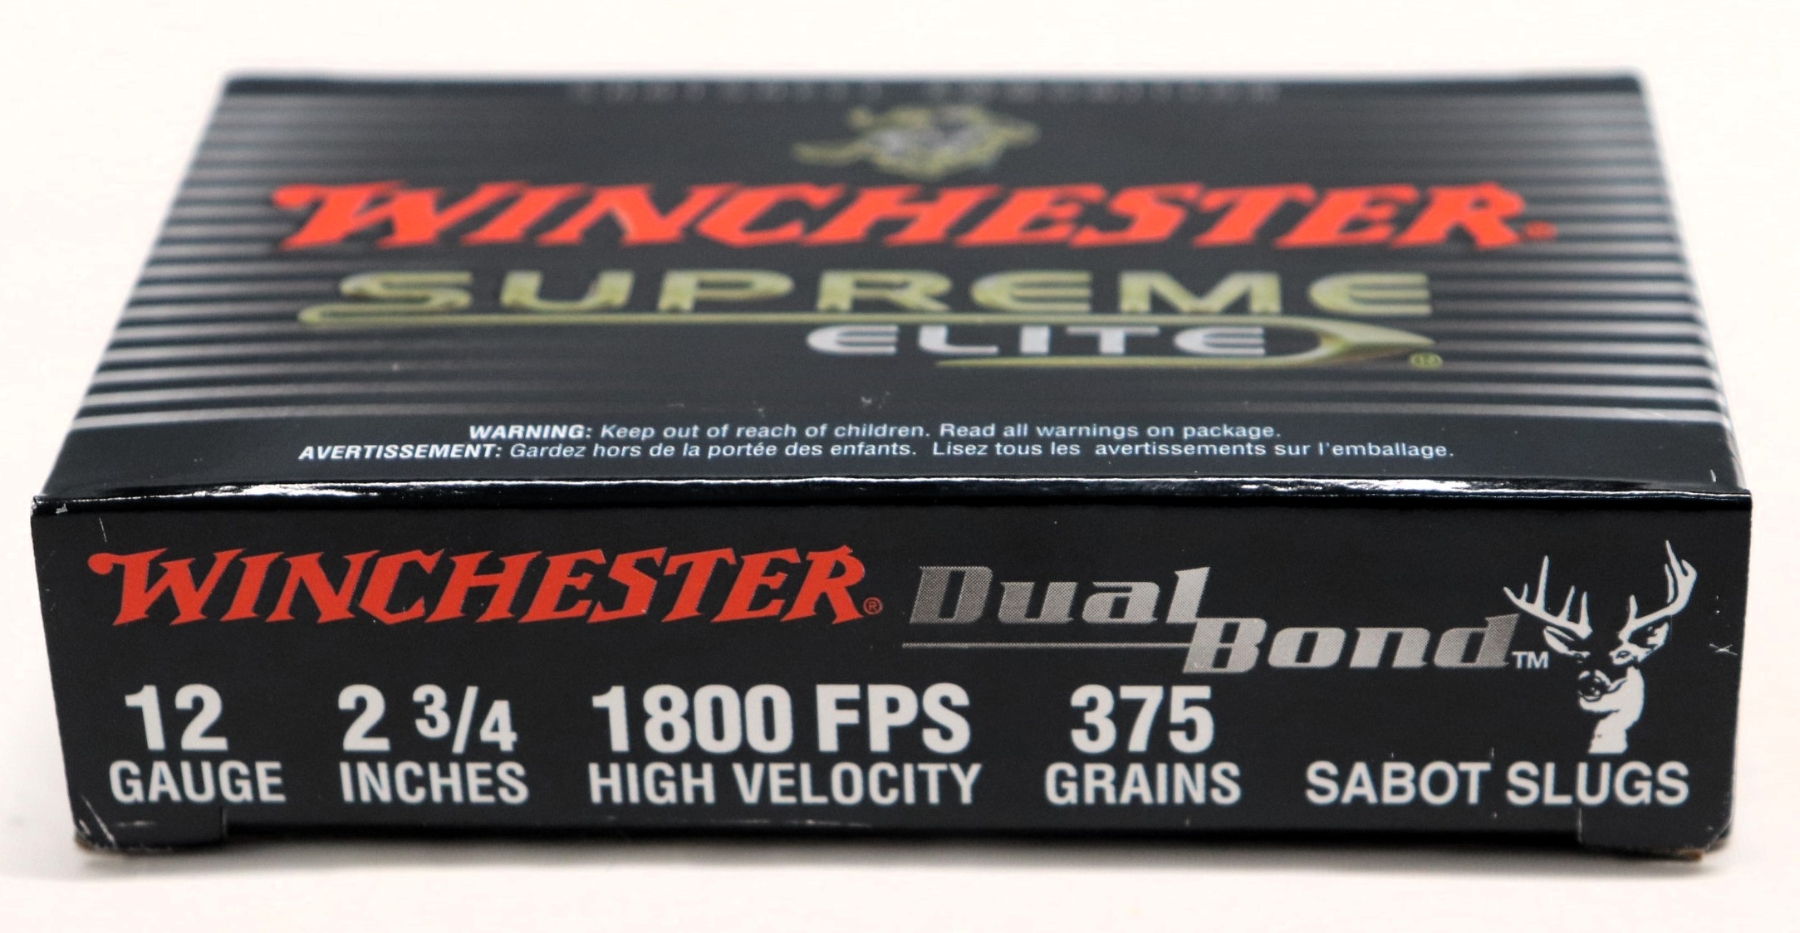 WINCHESTER®
SUPREME
ELITE
WARNING: Keep out of reach of children. Read all warnings on package.
AVERTISSEMENT: Gardez hors de la portée des enfants. Lisez tous les avertissements sur l'emballage.
WINCHESTER® Dual Bond™
12 2 3/4 1800 FPS 375
GAUGE INCHES HIGH VELOCITY GRAINS SABOT SLUGS